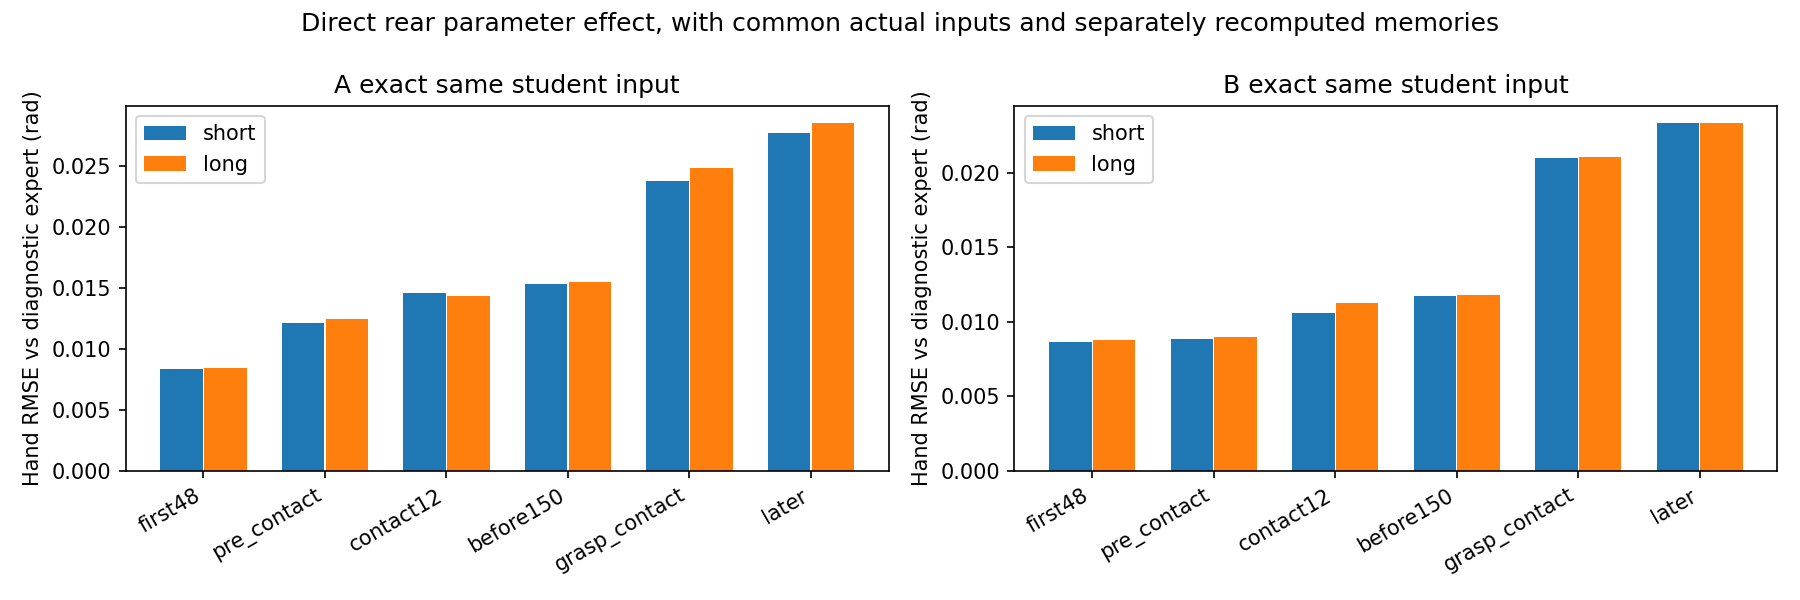 Direct rear parameter effect, with common actual inputs and separately recomputed memories
A exact same student input
Hand RMSE vs diagnostic expert (rad)
short
long
0.025
0.020
0.015
0.010
0.005
0.000
first48
pre_contact
contact12
before150
grasp_contact
later
B exact same student input
Hand RMSE vs diagnostic expert (rad)
short
long
0.020
0.015
0.010
0.005
0.000
first48
pre_contact
contact12
before150
grasp_contact
later